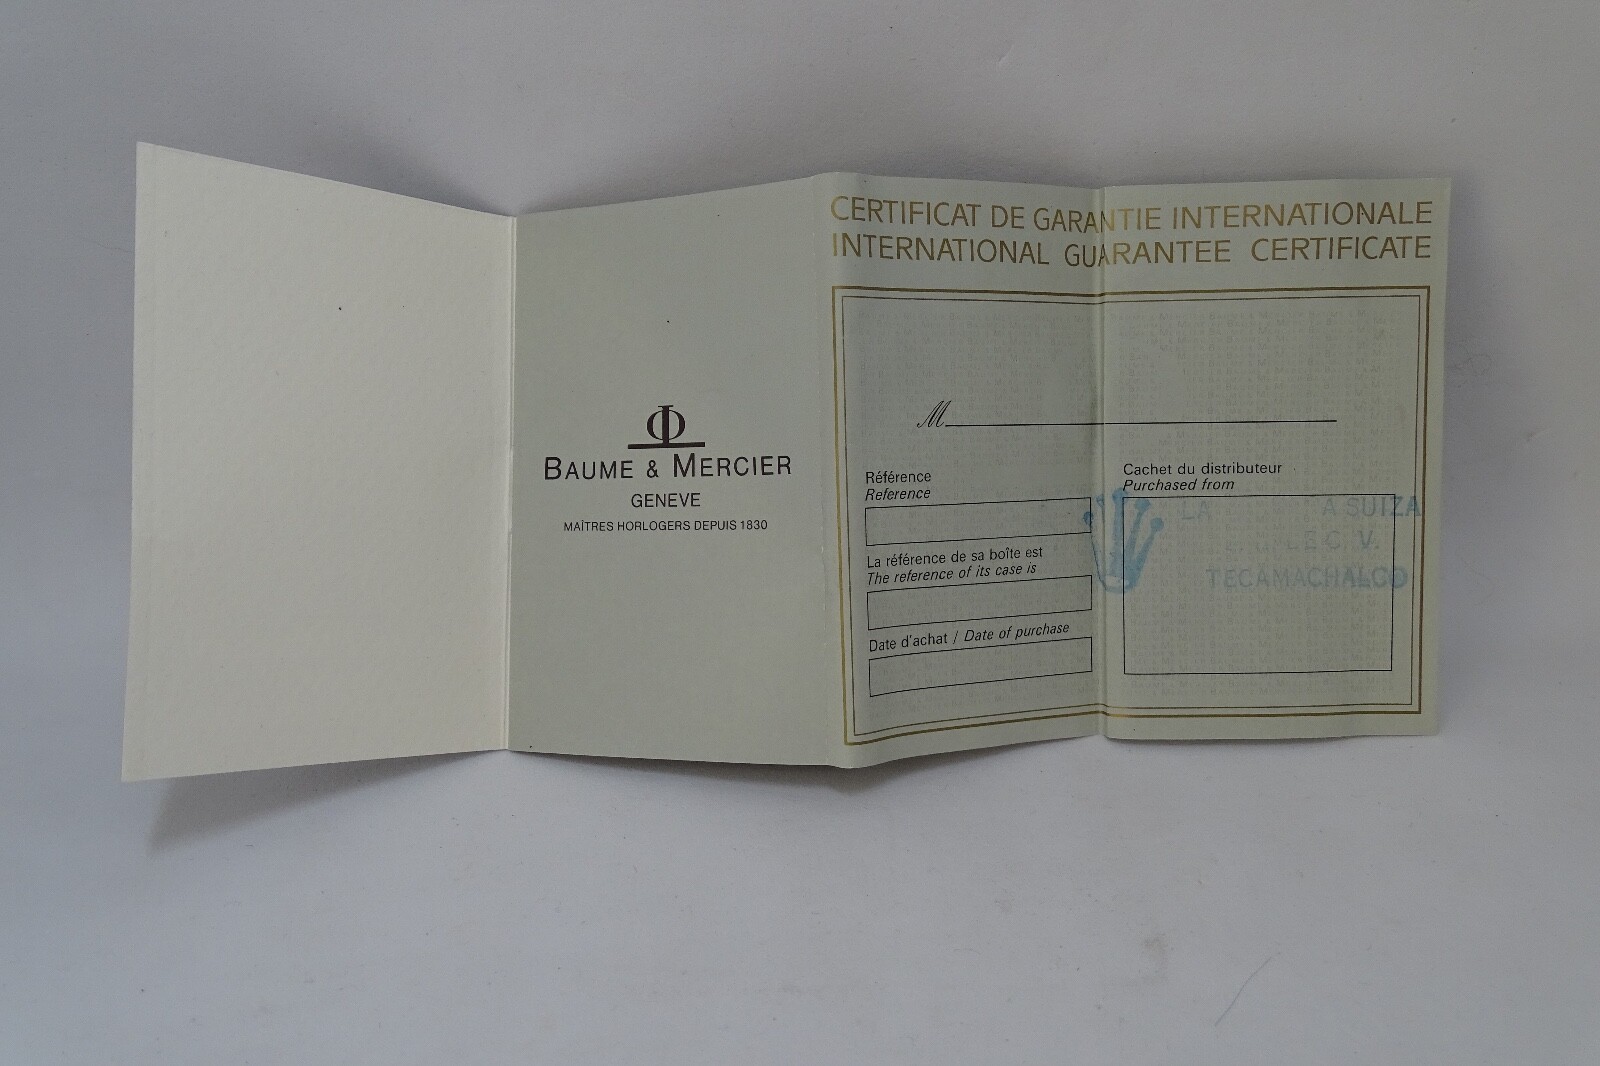 BAUME & MERCIER
GENEVE
MAÎTRES HORLOGERS DEPUIS 1830
CERTIFICAT DE GARANTIE INTERNATIONALE
INTERNATIONAL GUARANTEE CERTIFICATE
M
Référence
Reference
La référence de sa boîte est
The reference of its case is
Date d'achat / Date of purchase
Cachet du distributeur
Purchased from
LA A SUIZA
C. V.
TECAMACHALCO